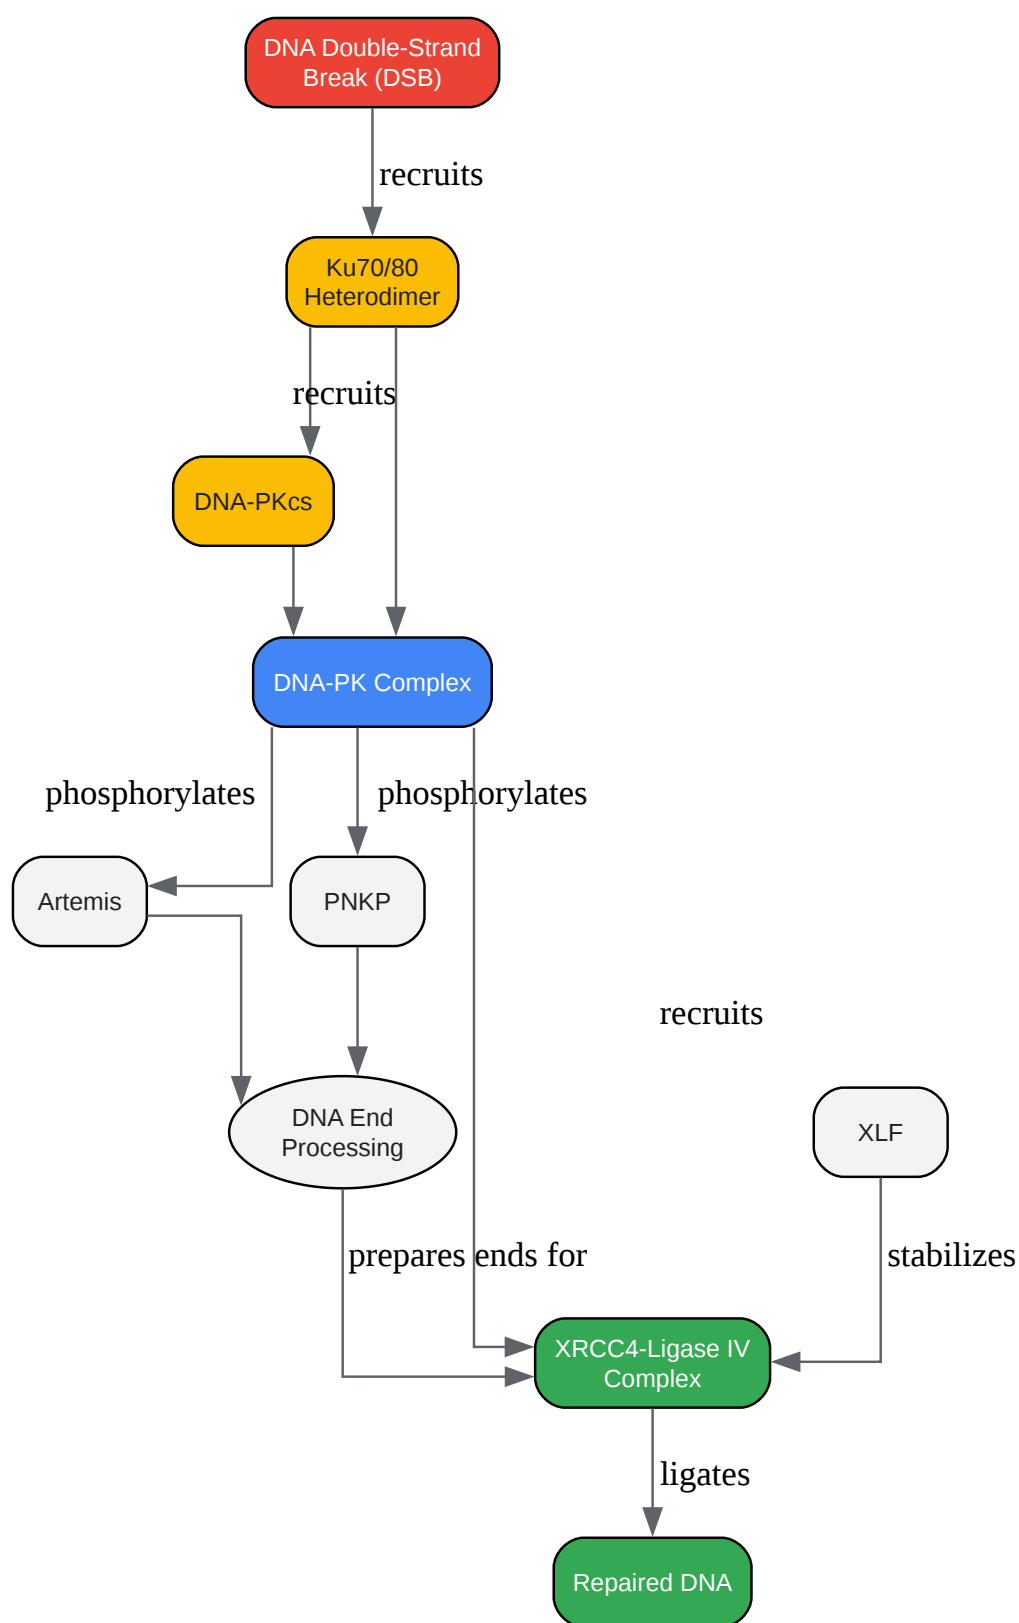 DNA Double-Strand
Break (DSB)
recruits
Ku70/80
Heterodimer
recruits
DNA-PKcs
DNA-PK Complex
phosphorylates
phosphorylates
Artemis
PNKP
recruits
DNA End
Processing
XLF
prepares ends for
stabilizes
XRCC4-Ligase IV
Complex
ligates
Repaired DNA